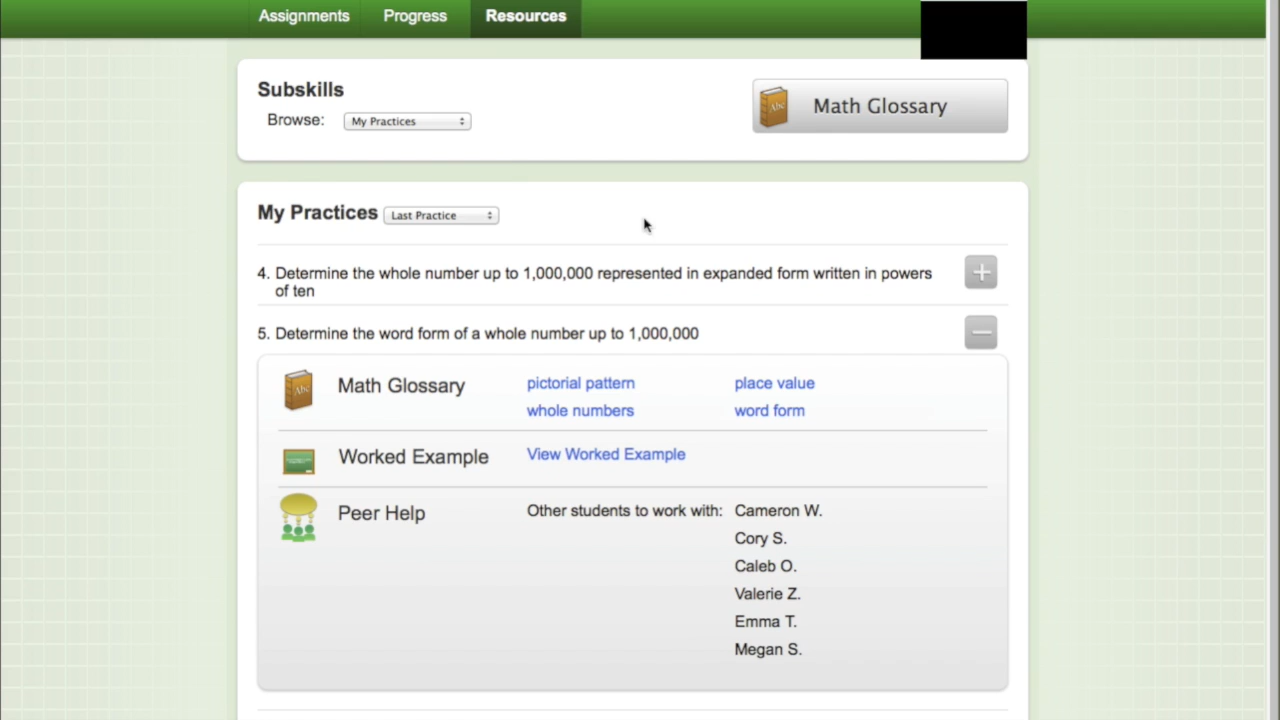 Assignments Progress Resources
Subskills
Browse: My Practices
Abc Math Glossary
My Practices Last Practice
4. Determine the whole number up to 1,000,000 represented in expanded form written in powers
of ten
5. Determine the word form of a whole number up to 1,000,000
Abc Math Glossary pictorial pattern place value
whole numbers word form
Worked Example View Worked Example
Peer Help Other students to work with: Cameron W.
Cory S.
Caleb O.
Valerie Z.
Emma T.
Megan S.